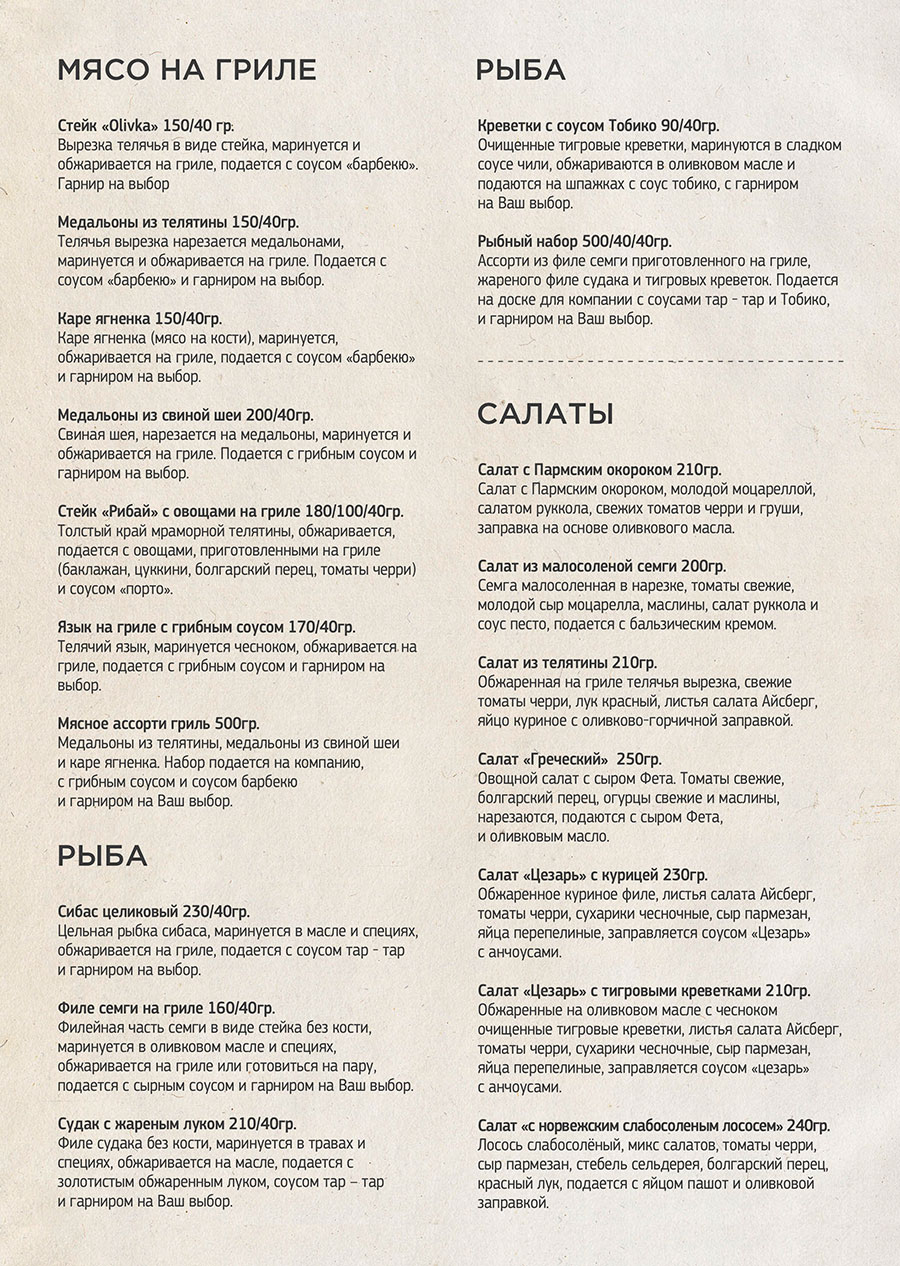 МЯСО НА ГРИЛЕ
Стейк «Olivka» 150/40 гр.
Вырезка телячья в виде стейка, маринуется и
обжаривается на гриле, подается с соусом «барбекю».
Гарнир на выбор
Медальоны из телятины 150/40гр.
Телячья вырезка нарезается медальонами,
маринуется и обжаривается на гриле. Подается с
соусом «барбекю» и гарниром на выбор.
Каре ягненка 150/40гр.
Каре ягненка (мясо на кости), маринуется,
обжаривается на гриле, подается с соусом «барбекю»
и гарниром на выбор.
Медальоны из свиной шеи 200/40гр.
Свиная шея, нарезается на медальоны, маринуется и
обжаривается на гриле. Подается с грибным соусом и
гарниром на выбор.
Стейк «Рибай» с овощами на гриле 180/100/40гр.
Толстый край мраморной телятины, обжаривается,
подается с овощами, приготовленными на гриле
(баклажан, цуккини, болгарский перец, томаты черри)
и соусом «порто».
Язык на гриле с грибным соусом 170/40гр.
Телячий язык, маринуется чесноком, обжаривается на
гриле, подается с грибным соусом и гарниром на
выбор.
Мясное ассорти гриль 500гр.
Медальоны из телятины, медальоны из свиной шеи
и каре ягненка. Набор подается на компанию,
с грибным соусом и соусом барбекю
и гарниром на Ваш выбор.
РЫБА
Сибас целиковый 230/40гр.
Цельная рыбка сибаса, маринуется в масле и специях,
обжаривается на гриле, подается с соусом тар - тар
и гарниром на выбор.
Филе семги на гриле 160/40гр.
Филейная часть семги в виде стейка без кости,
маринуется в оливковом масле и специях,
обжаривается на гриле или готовиться на пару,
подается с сырным соусом и гарниром на Ваш выбор.
Судак с жареным луком 210/40гр.
Филе судака без кости, маринуется в травах и
специях, обжаривается на масле, подается с
золотистым обжаренным луком, соусом тар – тар
и гарниром на Ваш выбор.
РЫБА
Креветки с соусом Тобико 90/40гр.
Очищенные тигровые креветки, маринуются в сладком
соусе чили, обжариваются в оливковом масле и
подаются на шпажках с соус тобико, с гарниром
на Ваш выбор.
Рыбный набор 500/40/40гр.
Ассорти из филе семги приготовленного на гриле,
жареного филе судака и тигровых креветок. Подается
на доске для компании с соусами тар - тар и Тобико,
и гарниром на Ваш выбор.
САЛАТЫ
Салат с Пармским окороком 210гр.
Салат с Пармским окороком, молодой моцареллой,
салатом руккола, свежих томатов черри и груши,
заправка на основе оливкового масла.
Салат из малосоленой семги 200гр.
Семга малосоленная в нарезке, томаты свежие,
молодой сыр моцарелла, маслины, салат руккола и
соус песто, подается с бальзическим кремом.
Салат из телятины 210гр.
Обжаренная на гриле телячья вырезка, свежие
томаты черри, лук красный, листья салата Айсберг,
яйцо куриное с оливково-горчичной заправкой.
Салат «Греческий» 250гр.
Овощной салат с сыром Фета. Томаты свежие,
болгарский перец, огурцы свежие и маслины,
нарезаются, подаются с сыром Фета,
и оливковым масло.
Салат «Цезарь» с курицей 230гр.
Обжаренное куриное филе, листья салата Айсберг,
томаты черри, сухарики чесночные, сыр пармезан,
яйца перепелиные, заправляется соусом «Цезарь»
с анчоусами.
Салат «Цезарь» с тигровыми креветками 210гр.
Обжаренные на оливковом масле с чесноком
очищенные тигровые креветки, листья салата Айсберг,
томаты черри, сухарики чесночные, сыр пармезан,
яйца перепелиные, заправляется соусом «цезарь»
с анчоусами.
Салат «с норвежским слабосоленым лососем» 240гр.
Лосось слабосолёный, микс салатов, томаты черри,
сыр пармезан, стебель сельдерея, болгарский перец,
красный лук, подается с яйцом пашот и оливковой
заправкой.